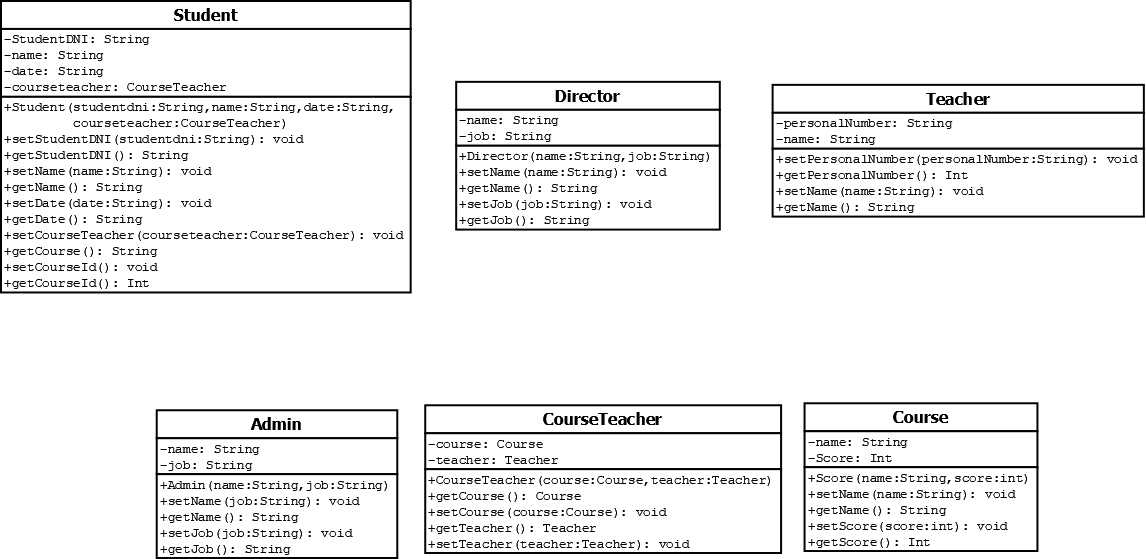 Student
-StudentDNI: String
-name: String
-date: String
-courseteacher: CourseTeacher
+Student(studentdni:String,name:String,date:String,
courseteacher:CourseTeacher)
+setStudentDNI(studentdni:String): void
+getStudentDNI(): String
+setName(name:String): void
+getName(): String
+setDate(date:String): void
+getDate(): String
+setCourseTeacher(courseteacher:CourseTeacher): void
+getCourse(): String
+setCourseId(): void
+getCourseId(): Int
Director
-name: String
-job: String
+Director(name:String,job:String)
+setName(name:String): void
+getName(): String
+setJob(job:String): void
+getJob(): String
Teacher
-personalNumber: String
-name: String
+setPersonalNumber(personalNumber:String): void
+getPersonalNumber(): Int
+setName(name:String): void
+getName(): String
Admin
-name: String
-job: String
+Admin(name:String,job:String)
+setName(job:String): void
+getName(): String
+setJob(job:String): void
+getJob(): String
CourseTeacher
-course: Course
-teacher: Teacher
+CourseTeacher(course:Course,teacher:Teacher)
+getCourse(): Course
+setCourse(course:Course): void
+getTeacher(): Teacher
+setTeacher(teacher:Teacher): void
Course
-name: String
-Score: Int
+Score(name:String,score:int)
+setName(name:String): void
+getName(): String
+setScore(score:int): void
+getScore(): Int